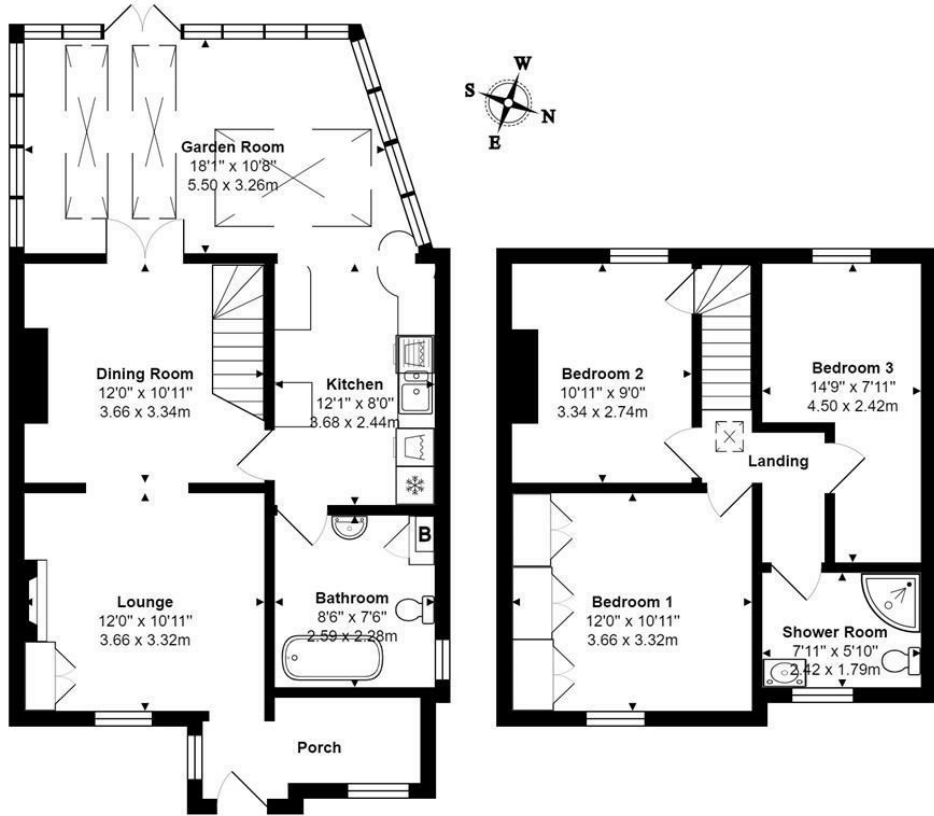 W
S
N
E
Garden Room
18'1" x 10'8"
5.50 x 3.26m
Dining Room
12'0" x 10'11"
3.66 x 3.34m
Kitchen
12'1" x 8'0"
3.68 x 2.44m
Lounge
12'0" x 10'11"
3.66 x 3.32m
B
Bathroom
8'6" x 7'6"
2.59 x 2.28m
Porch
Bedroom 2
10'11" x 9'0"
3.34 x 2.74m
Bedroom 3
14'9" x 7'11"
4.50 x 2.42m
Landing
Bedroom 1
12'0" x 10'11"
3.66 x 3.32m
Shower Room
7'11" x 5'10"
2.42 x 1.79m